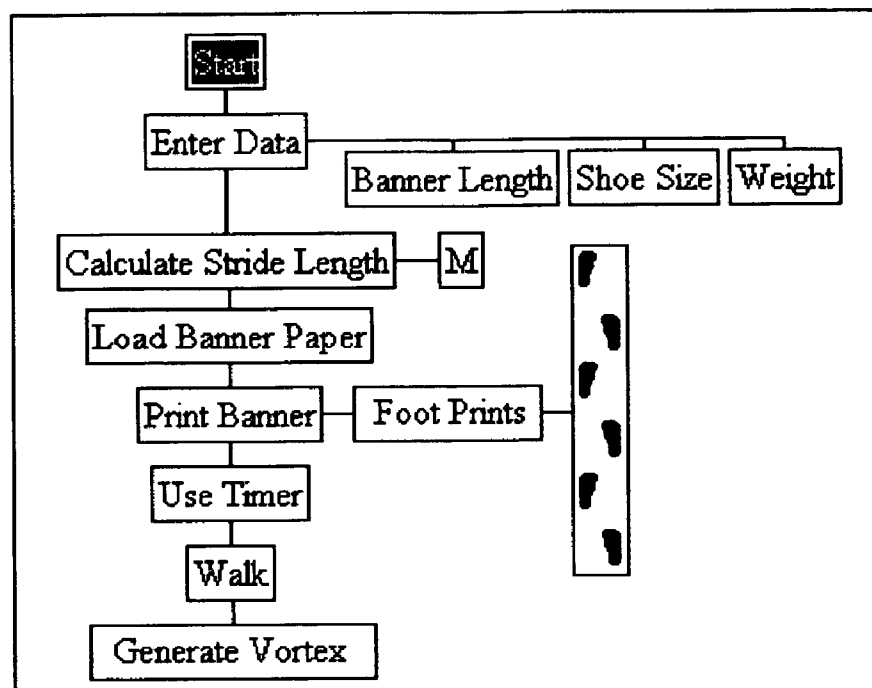 Start
Enter Data
Banner Length
Shoe Size
Weight
Calculate Stride Length
M
Load Banner Paper
Print Banner
Foot Prints
Use Timer
Walk
Generate Vortex